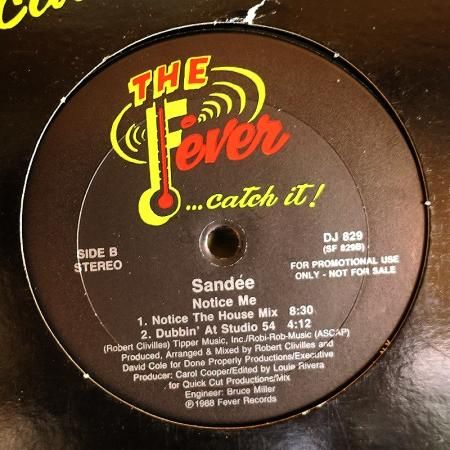 THE
Fever
...catch it!
SIDE B
STEREO
DJ 829
(SF 829B)
FOR PROMOTIONAL USE
ONLY - NOT FOR SALE
Sandée
Notice Me
1. Notice The House Mix 8:30
2. Dubbin' At Studio 54 4:12
(Robert Clivilles) Tipper Music, Inc./Robi-Rob-Music (ASCAP)
Produced, Arranged & Mixed by Robert Clivilles and
David Cole for Done Properly Productions/Executive
Producer: Carol Cooper/Edited by Louie Rivera
for Quick Cut Productions/Mix
Engineer: Bruce Miller
℗1988 Fever Records